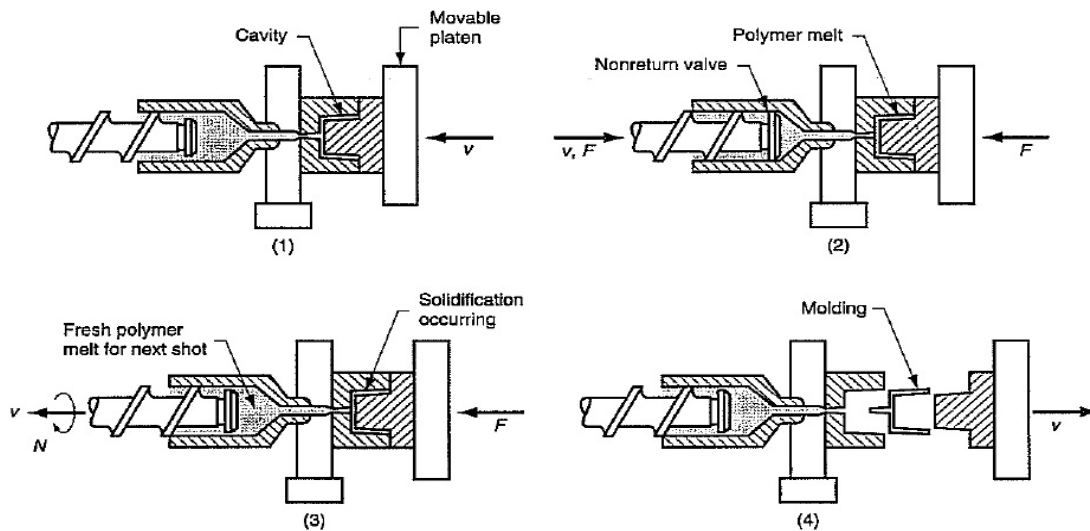 Movable
platen
Cavity
v
(1)
Polymer melt
Nonreturn valve
v, F
F
(2)
Solidification
occurring
Fresh polymer
melt for next shot
v
N
F
(3)
Molding
v
(4)